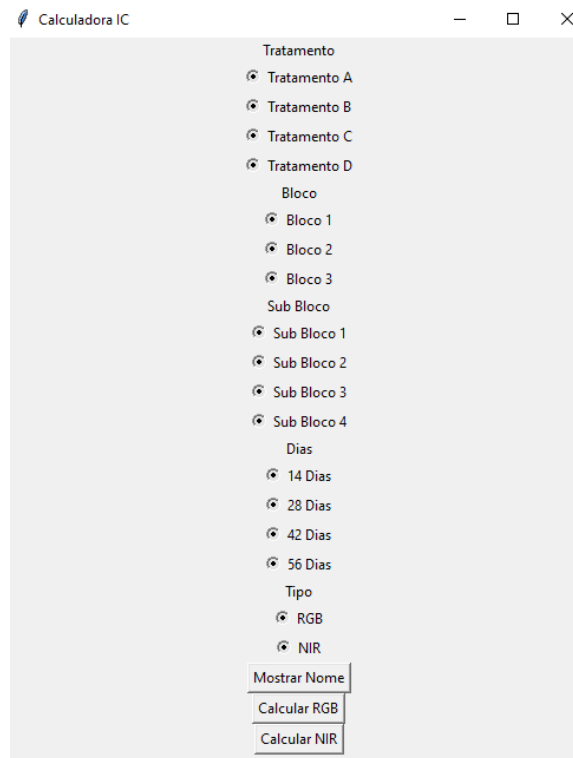 Calculadora IC
Tratamento
Tratamento A
Tratamento B
Tratamento C
Tratamento D
Bloco
Bloco 1
Bloco 2
Bloco 3
Sub Bloco
Sub Bloco 1
Sub Bloco 2
Sub Bloco 3
Sub Bloco 4
Dias
14 Dias
28 Dias
42 Dias
56 Dias
Tipo
RGB
NIR
Mostrar Nome
Calcular RGB
Calcular NIR